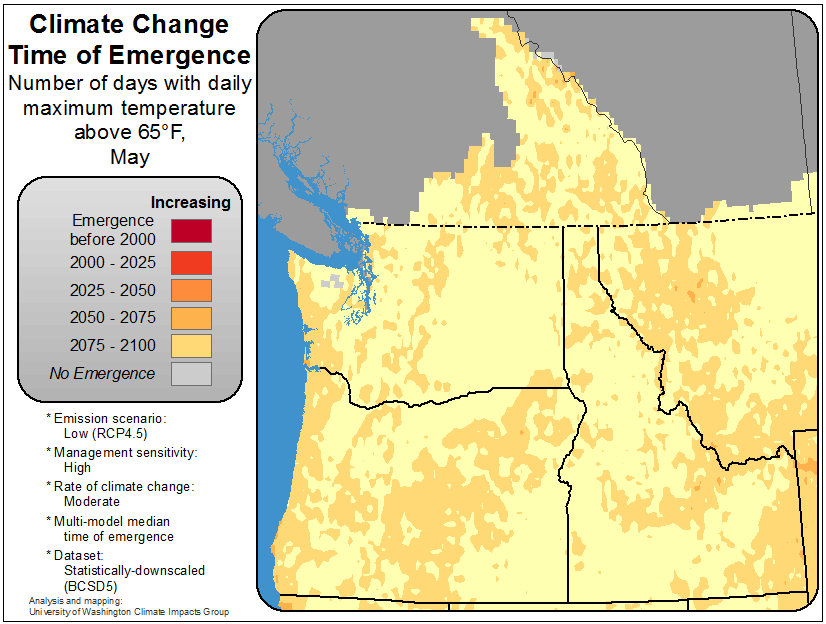 Climate Change
Time of Emergence
Number of days with daily
maximum temperature
above 65°F,
May
Increasing
Emergence
before 2000
2000 - 2025
2025 - 2050
2050 - 2075
2075 - 2100
No Emergence
* Emission scenario:
Low (RCP4.5)
* Management sensitivity:
High
* Rate of climate change:
Moderate
* Multi-model median
time of emergence
* Dataset:
Statistically-downscaled
(BCSD5)
Analysis and mapping:
University of Washington Climate Impacts Group